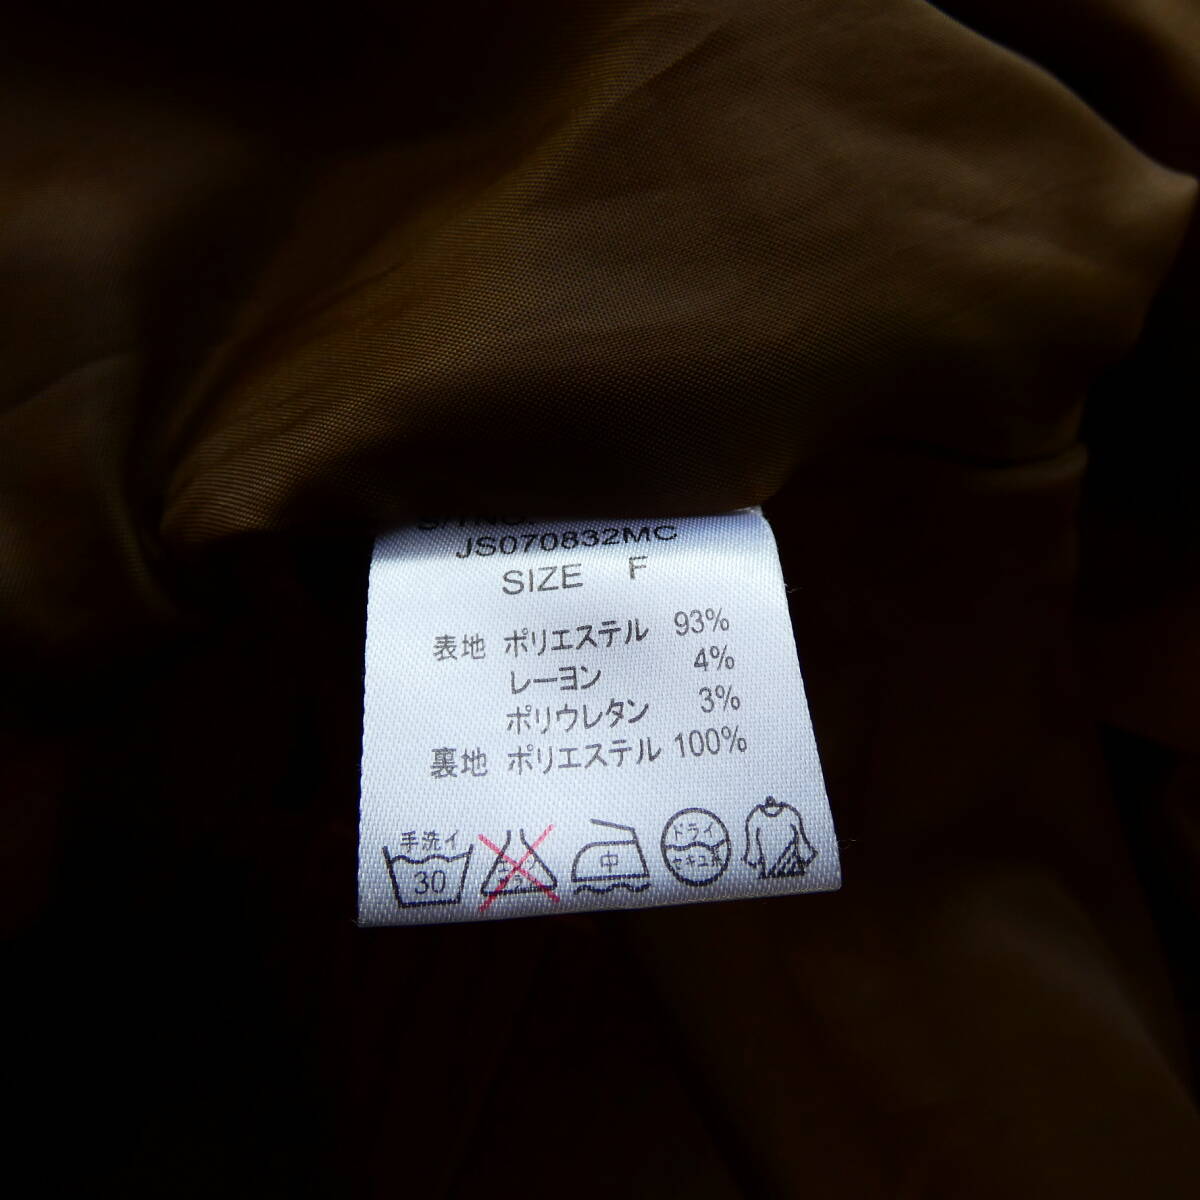 S/TNO.
JS070832MC
SIZE F
表地 ポリエステル 93%
レーヨン 4%
ポリウレタン 3%
裏地 ポリエステル 100%
手洗イ
30
中
ドライ
セキユ系